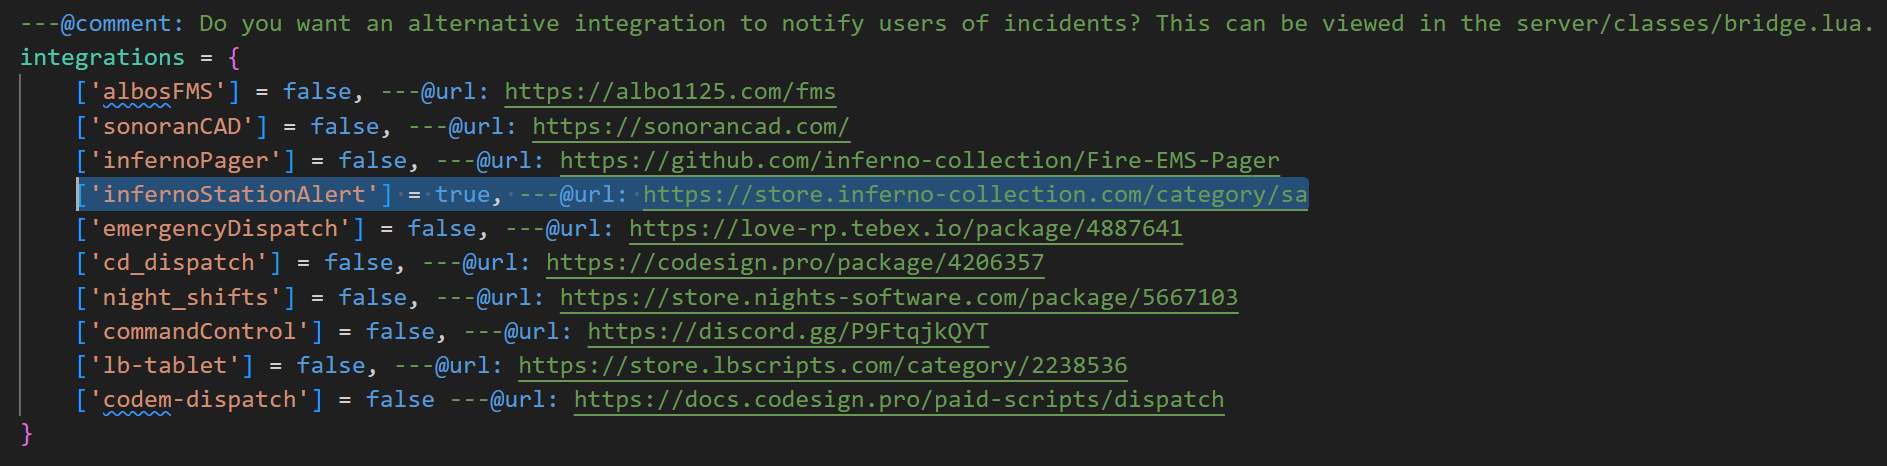 ---@comment: Do you want an alternative integration to notify users of incidents? This can be viewed in the server/classes/bridge.lua.
integrations = {
['albosFMS'] = false, ---@url: https://albo1125.com/fms
['sonoranCAD'] = false, ---@url: https://sonorancad.com/
['infernoPager'] = false, ---@url: https://github.com/inferno-collection/Fire-EMS-Pager
['infernoStationAlert'] = true, ---@url: https://store.inferno-collection.com/category/sa
['emergencyDispatch'] = false, ---@url: https://love-rp.tebex.io/package/4887641
['cd_dispatch'] = false, ---@url: https://codesign.pro/package/4206357
['night_shifts'] = false, ---@url: https://store.nights-software.com/package/5667103
['commandControl'] = false, ---@url: https://discord.gg/P9FtqjkQYT
['lb-tablet'] = false, ---@url: https://store.lbscripts.com/category/2238536
['codem-dispatch'] = false ---@url: https://docs.codesign.pro/paid-scripts/dispatch
}